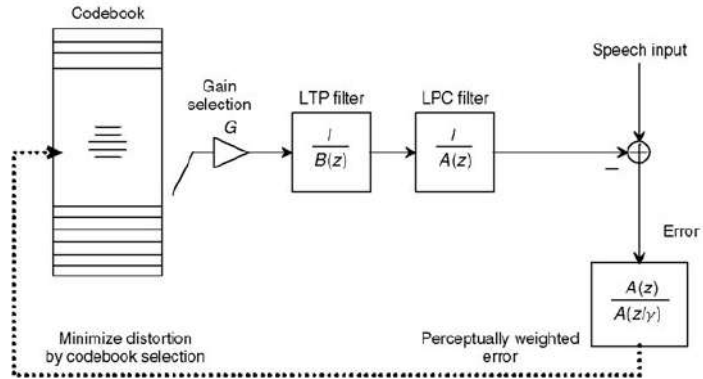 Codebook
Speech input
Gain
selection
G
LTP filter
LPC filter
I
B(z)
I
A(z)
−
Error
A(z)
A(z/γ)
Minimize distortion
by codebook selection
Perceptually weighted
error